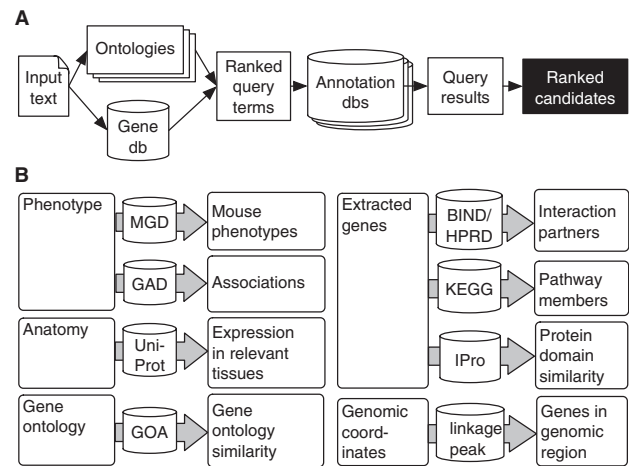 A
Input
text
Ontologies
Gene
db
Ranked
query
terms
Annotation
dbs
Query
results
Ranked
candidates
B
Phenotype
MGD
Mouse
phenotypes
GAD
Associations
Anatomy
Uni-
Prot
Expression
in relevant
tissues
Gene
ontology
GOA
Gene
ontology
similarity
Extracted
genes
BIND/
HPRD
Interaction
partners
KEGG
Pathway
members
IPro
Protein
domain
similarity
Genomic
coord-
inates
linkage
peak
Genes in
genomic
region